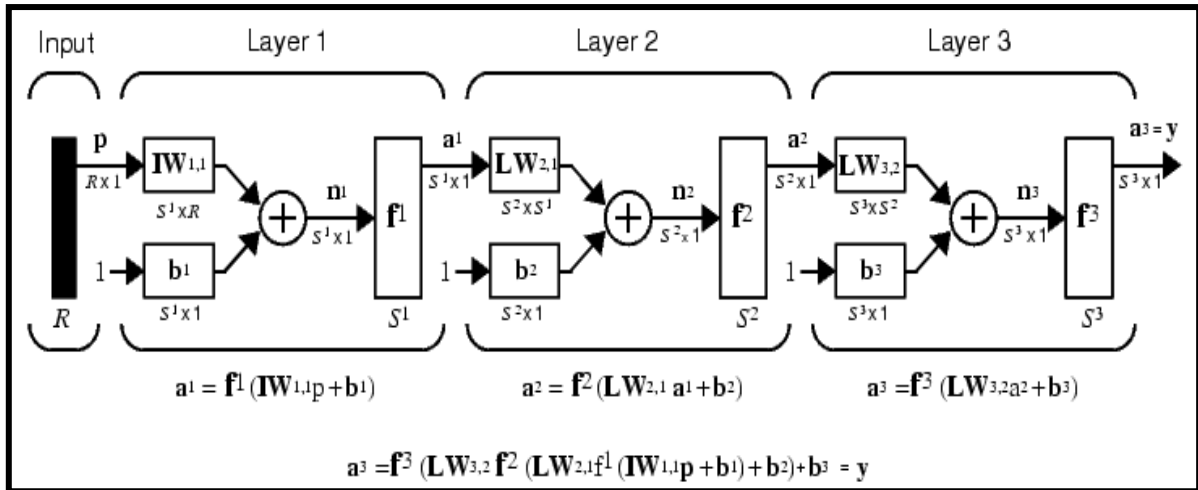 Input Layer 1 Layer 2 Layer 3
p a¹ a² a³ = y
IW₁,₁ LW₂,₁ LW₃,₂
R x 1 S¹ x 1 S² x 1 S³ x 1
n¹ n² n³
S¹ x R f¹ S² x S¹ f² S³ x S² f³
S¹ x 1 S² x 1 S³ x 1
1 b¹ 1 b² 1 b³
S¹ x 1 S² x 1 S³ x 1
R S¹ S² S³
a¹ = f¹ (IW₁,₁p + b¹) a² = f² (LW₂,₁ a¹ + b²) a³ = f³ (LW₃,₂a² + b³)
a³ = f³ (LW₃,₂ f² (LW₂,₁f¹ (IW₁,₁p + b¹) + b²) + b³ = y